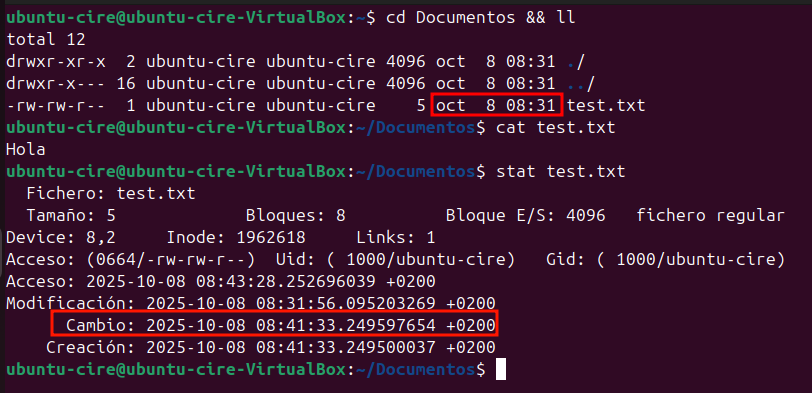 ubuntu-cire@ubuntu-cire-VirtualBox:~$ cd Documentos && ll
total 12
drwxr-xr-x  2 ubuntu-cire ubuntu-cire 4096 oct  8 08:31 ./
drwxr-x--- 16 ubuntu-cire ubuntu-cire 4096 oct  8 08:31 ../
-rw-rw-r--  1 ubuntu-cire ubuntu-cire    5 oct  8 08:31 test.txt
ubuntu-cire@ubuntu-cire-VirtualBox:~/Documentos$ cat test.txt
Hola
ubuntu-cire@ubuntu-cire-VirtualBox:~/Documentos$ stat test.txt
  Fichero: test.txt
  Tamaño: 5         	Bloques: 8          Bloque E/S: 4096   fichero regular
Device: 8,2	Inode: 1962618     Links: 1
Acceso: (0664/-rw-rw-r--)  Uid: ( 1000/ubuntu-cire)   Gid: ( 1000/ubuntu-cire)
Acceso: 2025-10-08 08:43:28.252696039 +0200
Modificación: 2025-10-08 08:31:56.095203269 +0200
      Cambio: 2025-10-08 08:41:33.249597654 +0200
    Creación: 2025-10-08 08:41:33.249500037 +0200
ubuntu-cire@ubuntu-cire-VirtualBox:~/Documentos$